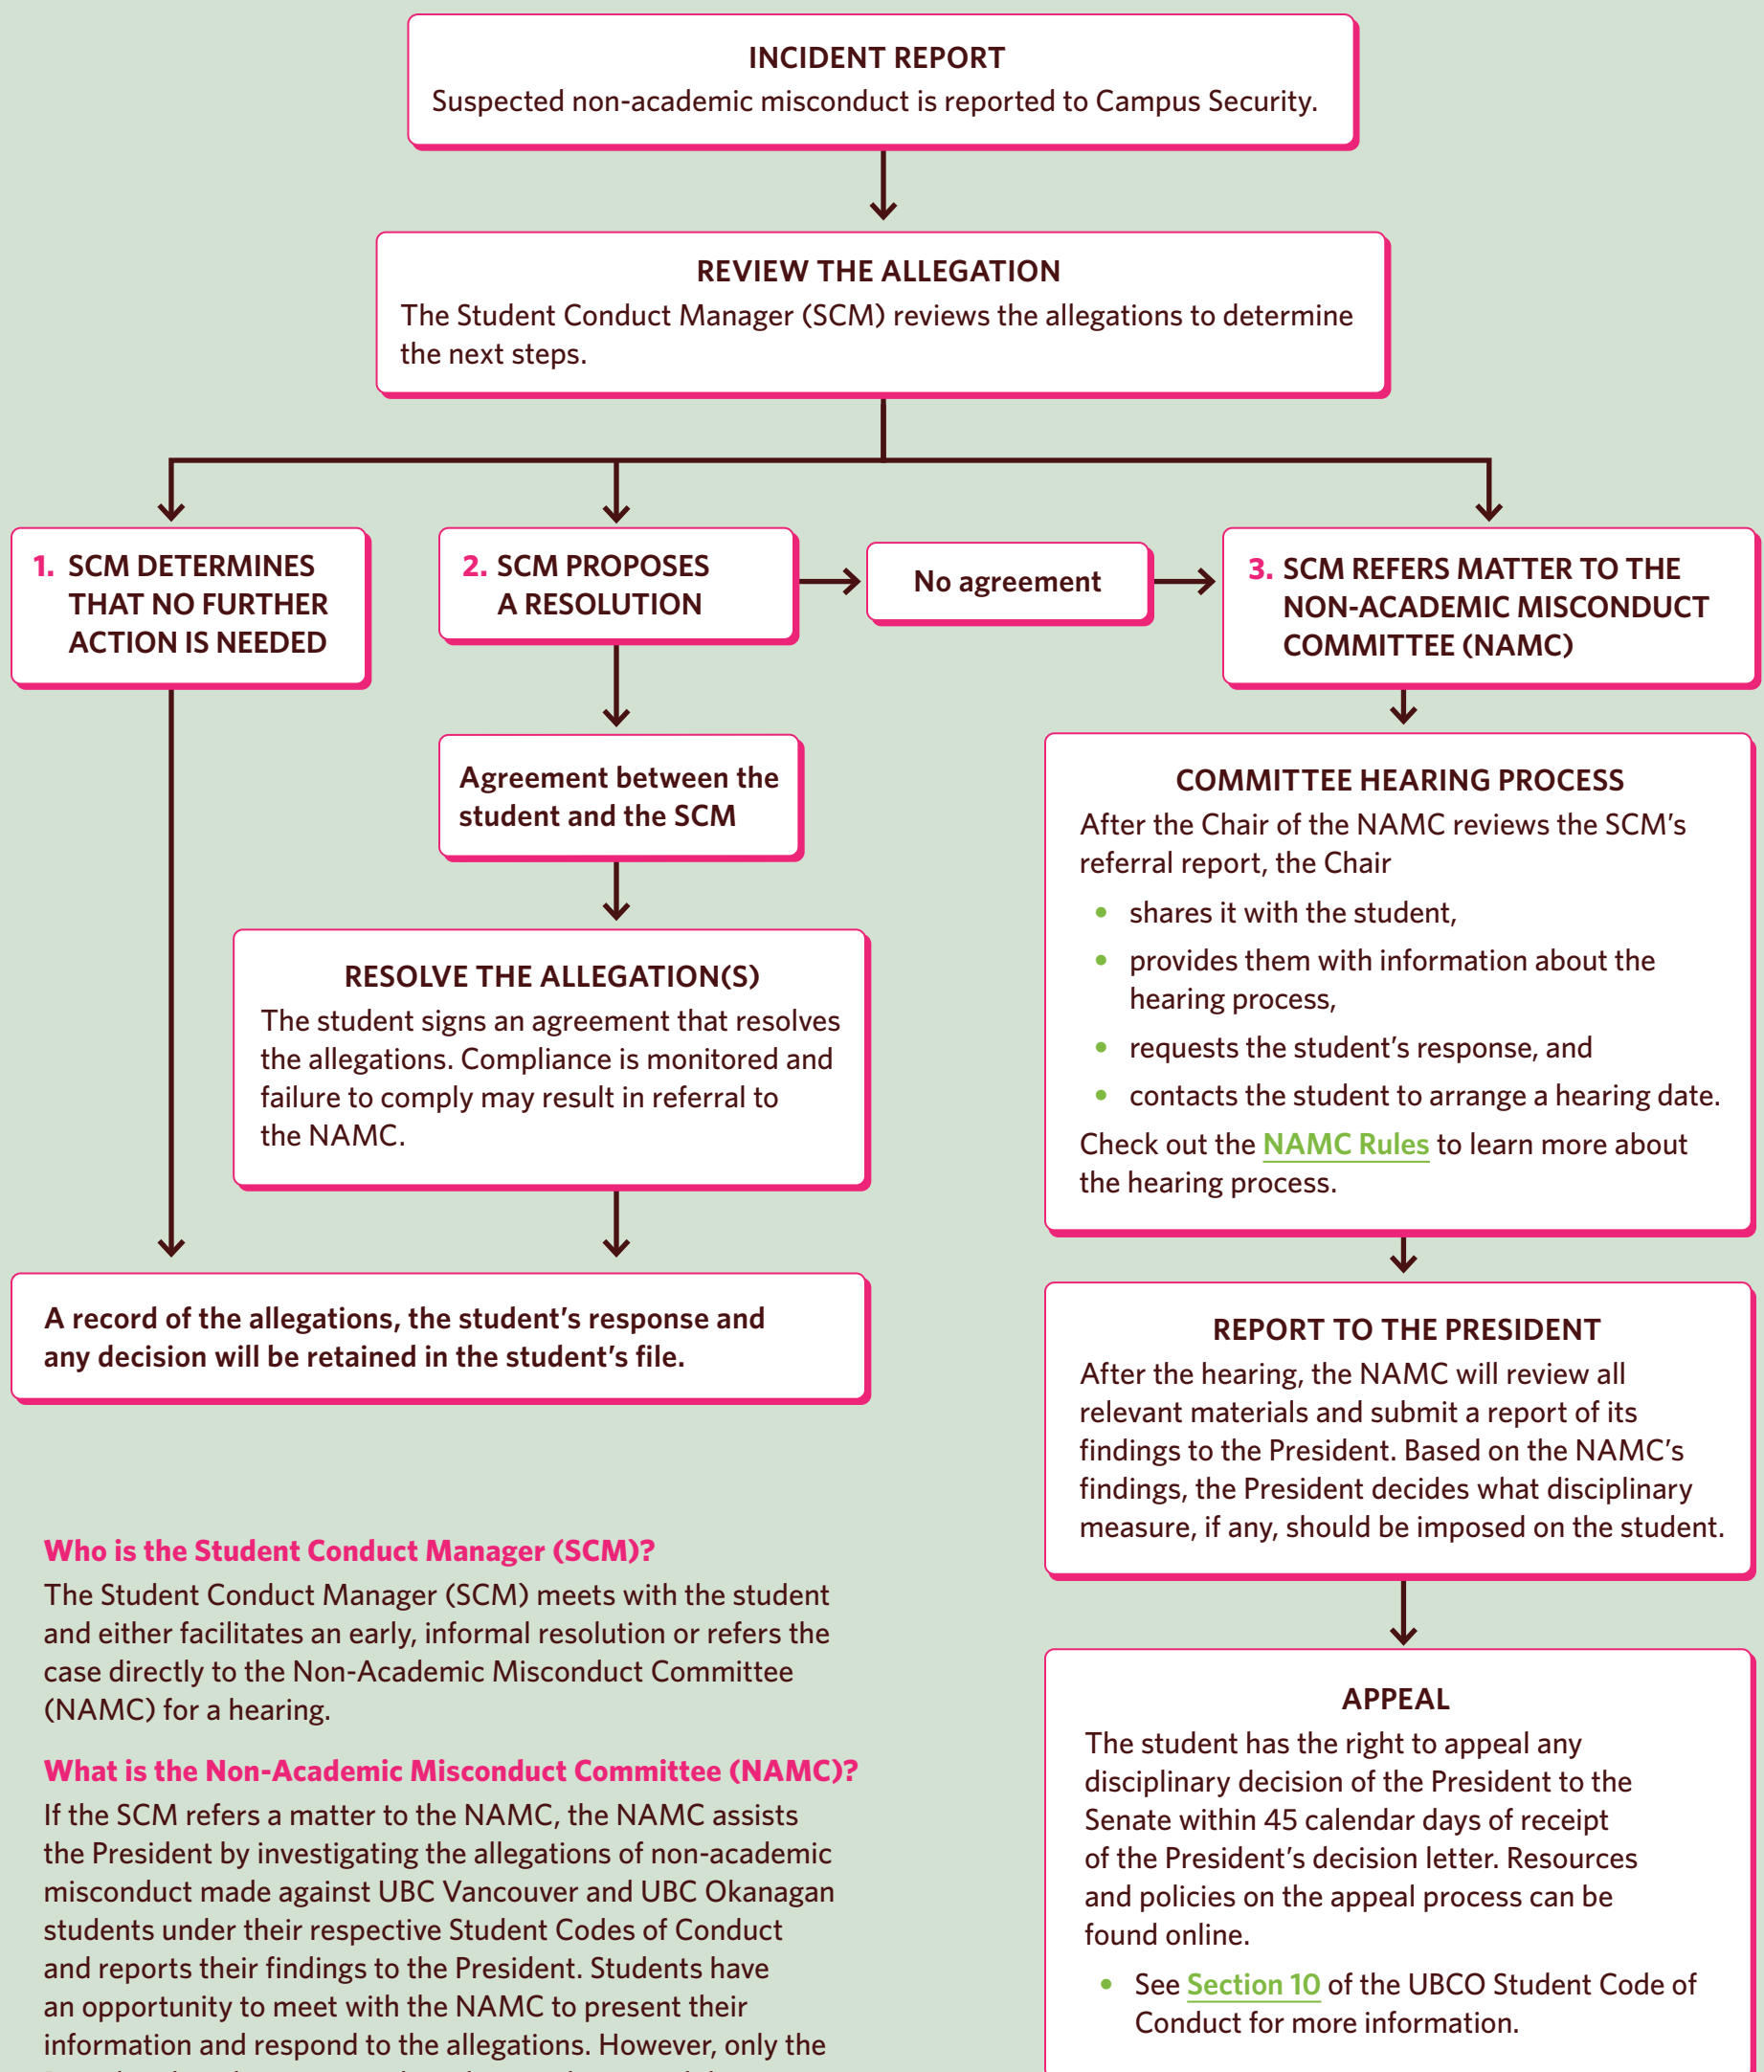 INCIDENT REPORT
Suspected non-academic misconduct is reported to Campus Security.
REVIEW THE ALLEGATION
The Student Conduct Manager (SCM) reviews the allegations to determine
the next steps.
1. SCM DETERMINES
THAT NO FURTHER
ACTION IS NEEDED
2. SCM PROPOSES
A RESOLUTION
No agreement
3. SCM REFERS MATTER TO THE
NON-ACADEMIC MISCONDUCT
COMMITTEE (NAMC)
Agreement between the
student and the SCM
RESOLVE THE ALLEGATION(S)
The student signs an agreement that resolves
the allegations. Compliance is monitored and
failure to comply may result in referral to
the NAMC.
A record of the allegations, the student's response and
any decision will be retained in the student's file.
COMMITTEE HEARING PROCESS
After the Chair of the NAMC reviews the SCM's
referral report, the Chair
• shares it with the student,
• provides them with information about the
hearing process,
• requests the student's response, and
• contacts the student to arrange a hearing date.
Check out the NAMC Rules to learn more about
the hearing process.
REPORT TO THE PRESIDENT
After the hearing, the NAMC will review all
relevant materials and submit a report of its
findings to the President. Based on the NAMC's
findings, the President decides what disciplinary
measure, if any, should be imposed on the student.
APPEAL
The student has the right to appeal any
disciplinary decision of the President to the
Senate within 45 calendar days of receipt
of the President's decision letter. Resources
and policies on the appeal process can be
found online.
• See Section 10 of the UBCO Student Code of
Conduct for more information.
Who is the Student Conduct Manager (SCM)?
The Student Conduct Manager (SCM) meets with the student
and either facilitates an early, informal resolution or refers the
case directly to the Non-Academic Misconduct Committee
(NAMC) for a hearing.
What is the Non-Academic Misconduct Committee (NAMC)?
If the SCM refers a matter to the NAMC, the NAMC assists
the President by investigating the allegations of non-academic
misconduct made against UBC Vancouver and UBC Okanagan
students under their respective Student Codes of Conduct
and reports their findings to the President. Students have
an opportunity to meet with the NAMC to present their
information and respond to the allegations. However, only the